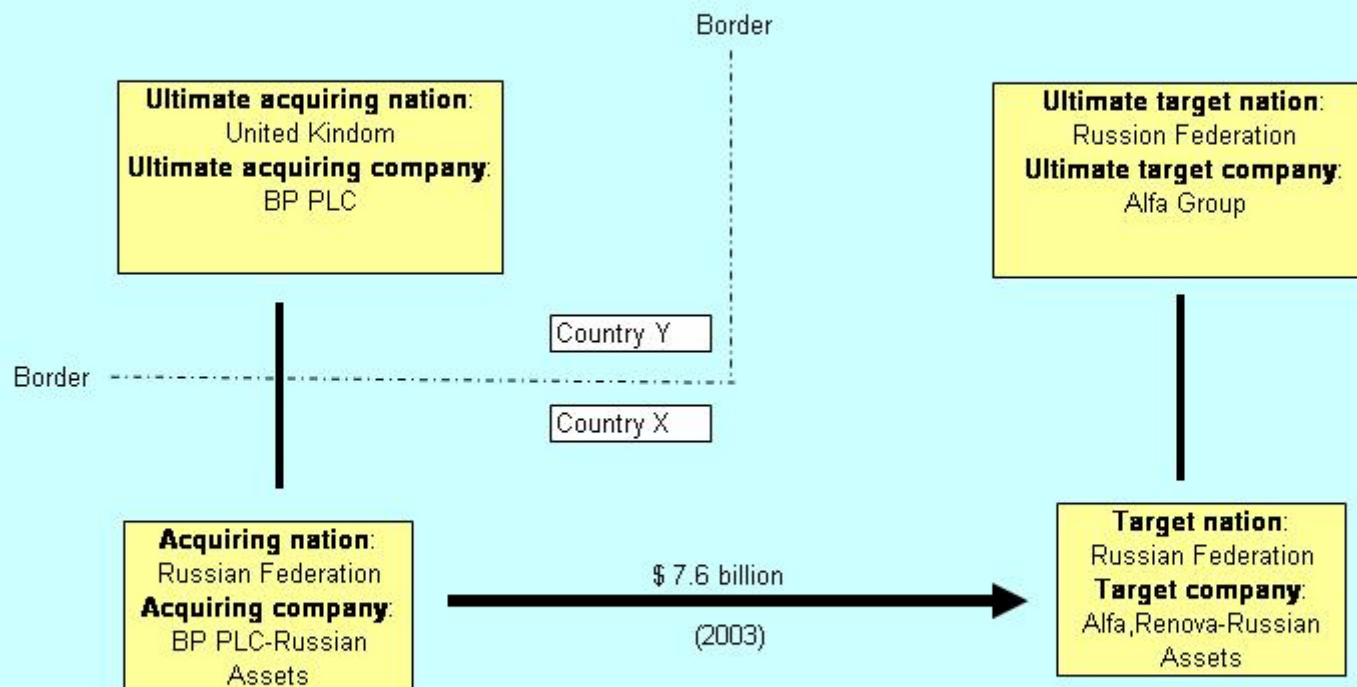 Border
Ultimate acquiring nation:
United Kindom
Ultimate acquiring company:
BP PLC
Ultimate target nation:
Russion Federation
Ultimate target company:
Alfa Group
Country Y
Border
Country X
Acquiring nation:
Russian Federation
Acquiring company:
BP PLC-Russian
Assets
$ 7.6 billion
(2003)
Target nation:
Russian Federation
Target company:
Alfa,Renova-Russian
Assets